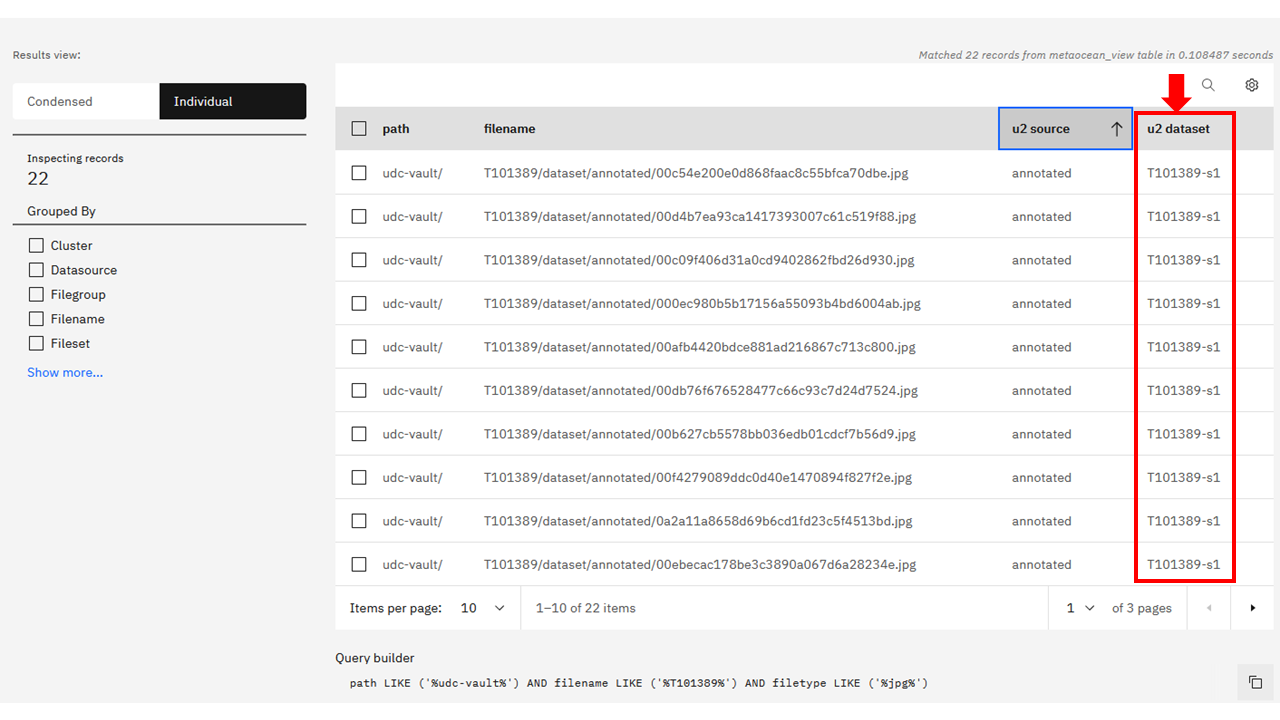 Results view:
Matched 22 records from metaocean_view table in 0.108487 seconds
Condensed
Individual
Inspecting records
22
Grouped By
Cluster
Datasource
Filegroup
Filename
Fileset
Show more...
path filename u2 source u2 dataset
udc-vault/ T101389/dataset/annotated/00c54e200e0d868faac8c55bfca70dbe.jpg annotated T101389-s1
udc-vault/ T101389/dataset/annotated/00d4b7ea93ca1417393007c61c519f88.jpg annotated T101389-s1
udc-vault/ T101389/dataset/annotated/00c09f406d31a0cd9402862fbd26d930.jpg annotated T101389-s1
udc-vault/ T101389/dataset/annotated/000ec980b5b17156a55093b4bd6004ab.jpg annotated T101389-s1
udc-vault/ T101389/dataset/annotated/00afb4420bdce881ad216867c713c800.jpg annotated T101389-s1
udc-vault/ T101389/dataset/annotated/00db76f676528477c66c93c7d24d7524.jpg annotated T101389-s1
udc-vault/ T101389/dataset/annotated/00b627cb5578bb036edb01cdcf7b56d9.jpg annotated T101389-s1
udc-vault/ T101389/dataset/annotated/00f4279089ddc0d40e1470894f827f2e.jpg annotated T101389-s1
udc-vault/ T101389/dataset/annotated/0a2a11a8658d69b6cd1fd23c5f4513bd.jpg annotated T101389-s1
udc-vault/ T101389/dataset/annotated/00ebecac178be3c3890a067d6a28234e.jpg annotated T101389-s1
Items per page: 10 1–10 of 22 items 1 of 3 pages
Query builder
path LIKE ('%udc-vault%') AND filename LIKE ('%T101389%') AND filetype LIKE ('%jpg%')